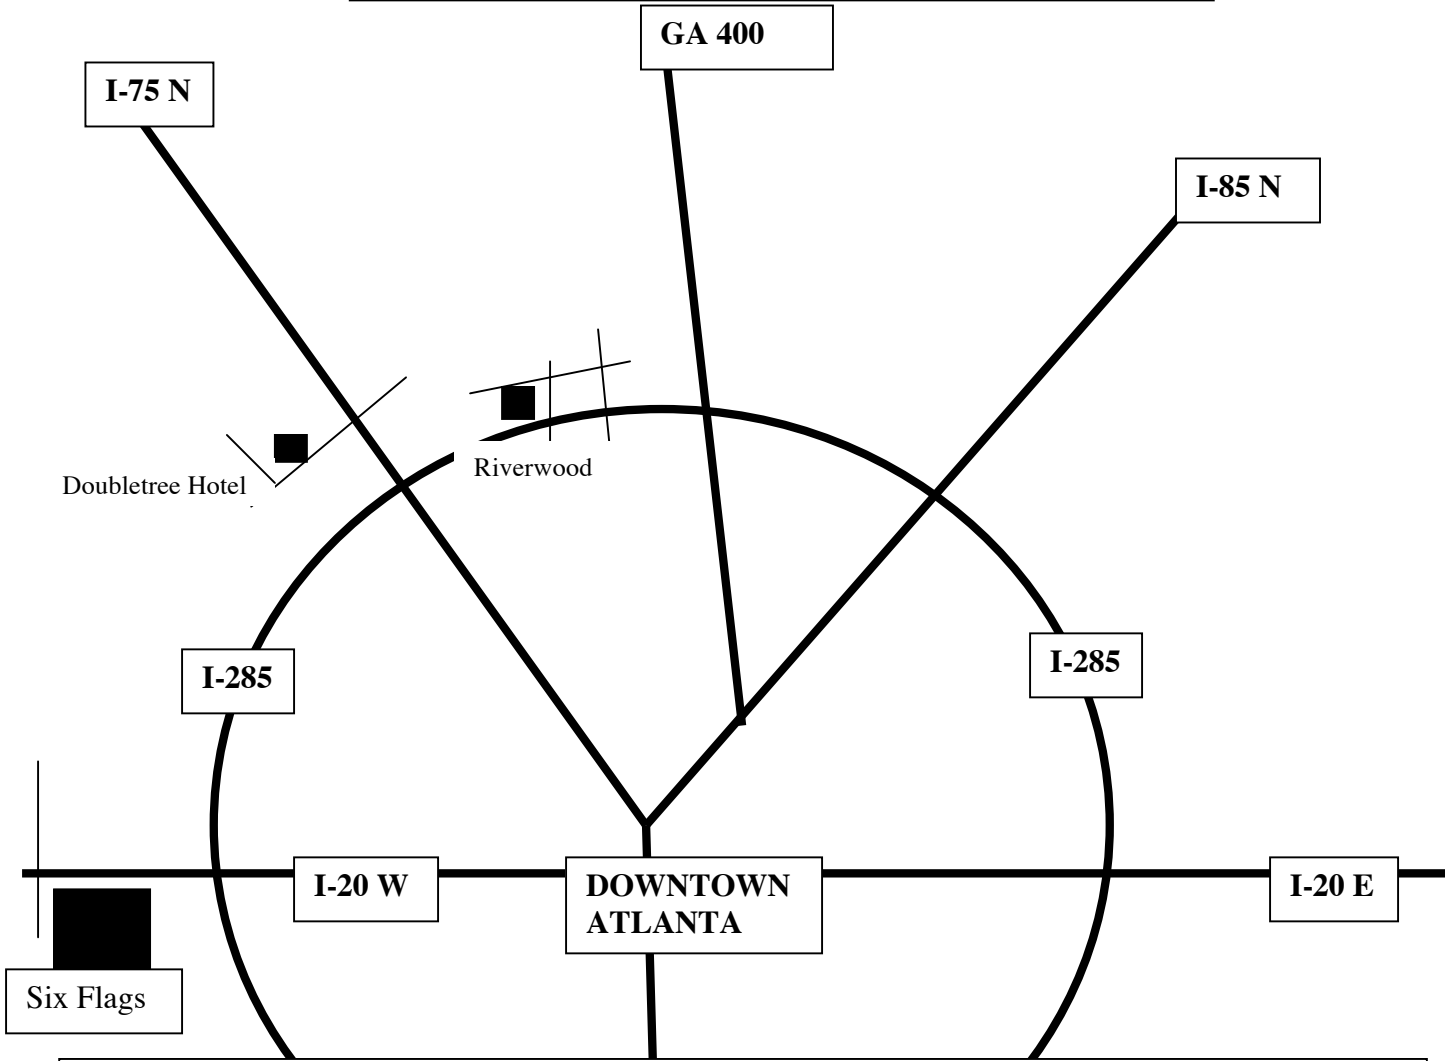 GA 400
I-75 N
I-85 N
Riverwood
Doubletree Hotel
I-285
I-285
I-20 W
DOWNTOWN
ATLANTA
I-20 E
Six Flags